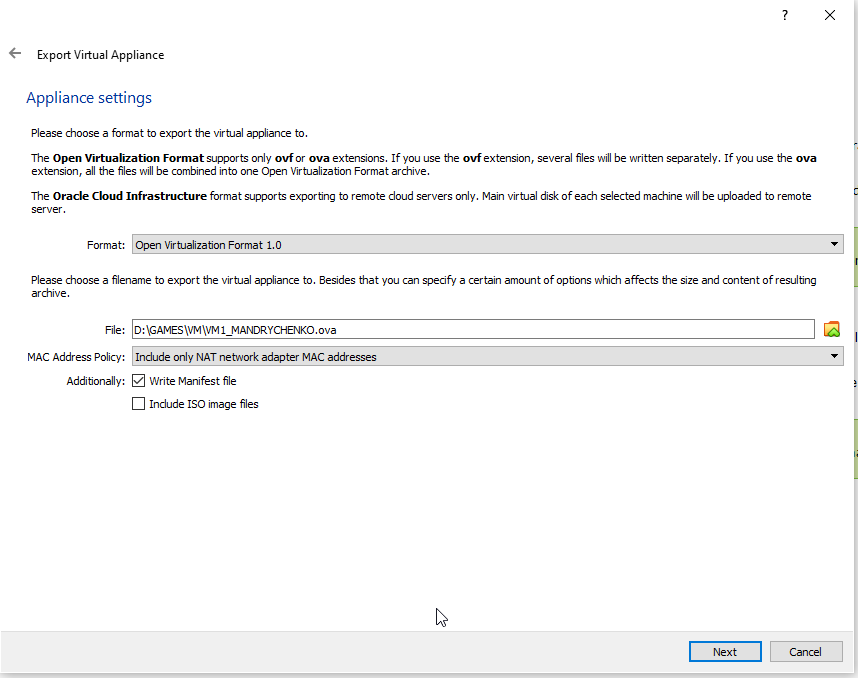 ?
Export Virtual Appliance
Appliance settings
Please choose a format to export the virtual appliance to.
The Open Virtualization Format supports only ovf or ova extensions. If you use the ovf extension, several files will be written separately. If you use the ova
extension, all the files will be combined into one Open Virtualization Format archive.
The Oracle Cloud Infrastructure format supports exporting to remote cloud servers only. Main virtual disk of each selected machine will be uploaded to remote
server.
Format: Open Virtualization Format 1.0
Please choose a filename to export the virtual appliance to. Besides that you can specify a certain amount of options which affects the size and content of resulting
archive.
File: D:\GAMES\VM\VM1_MANDRYCHENKO.ova
MAC Address Policy: Include only NAT network adapter MAC addresses
Additionally: Write Manifest file
Include ISO image files
Next Cancel